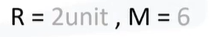 R = 2unit , M = 6